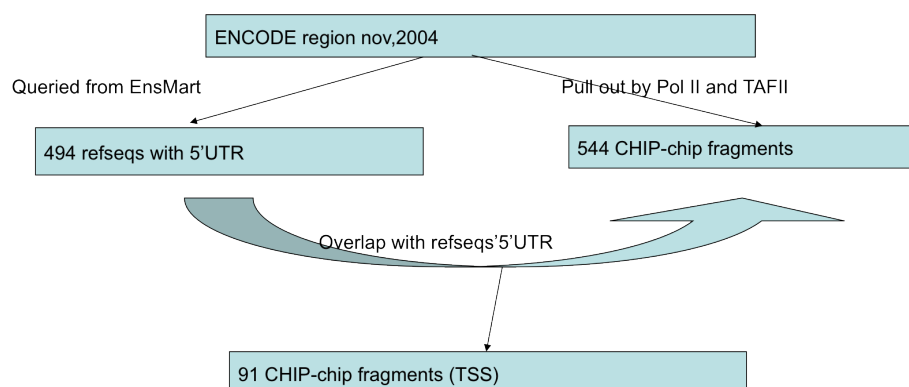 ENCODE region nov,2004
Queried from EnsMart
Pull out by Pol II and TAFII
494 refseqs with 5'UTR
544 CHIP-chip fragments
Overlap with refseqs'5'UTR
91 CHIP-chip fragments (TSS)